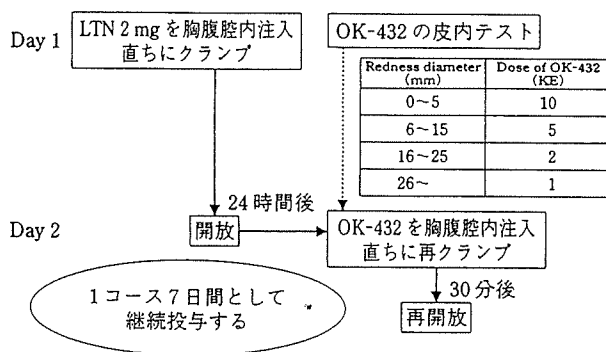 Day 1
LTN 2 mg を胸腹腔内注入
直ちにクランプ
OK-432 の皮内テスト
Redness diameter (mm) Dose of OK-432 (KE)
0~5 10
6~15 5
16~25 2
26~ 1
24 時間後
Day 2
開放
OK-432 を胸腹腔内注入
直ちに再クランプ
30 分後
再開放
1 コース 7 日間として
継続投与する